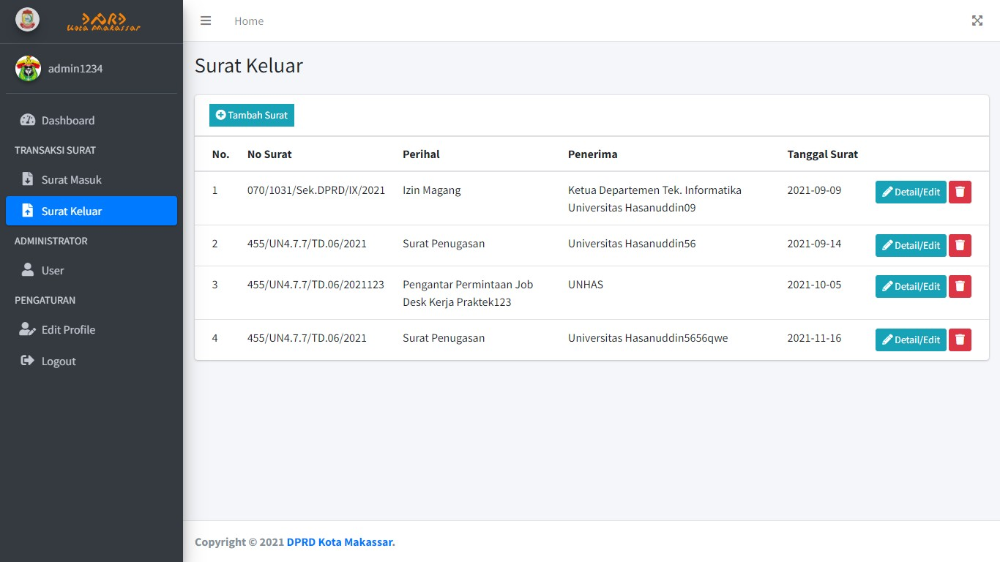 DPRD
Kota Makassar
admin1234
Dashboard
TRANSAKSI SURAT
Surat Masuk
Surat Keluar
ADMINISTRATOR
User
PENGATURAN
Edit Profile
Logout
Home
Surat Keluar
Tambah Surat
No. No Surat Perihal Penerima Tanggal Surat
1 070/1031/Sek.DPRD/IX/2021 Izin Magang Ketua Departemen Tek. Informatika 2021-09-09 Detail/Edit
Universitas Hasanuddin09
2 455/UN4.7.7/TD.06/2021 Surat Penugasan Universitas Hasanuddin56 2021-09-14 Detail/Edit
3 455/UN4.7.7/TD.06/2021123 Pengantar Permintaan Job UNHAS 2021-10-05 Detail/Edit
Desk Kerja Praktek123
4 455/UN4.7.7/TD.06/2021 Surat Penugasan Universitas Hasanuddin5656qwe 2021-11-16 Detail/Edit
Copyright © 2021 DPRD Kota Makassar.